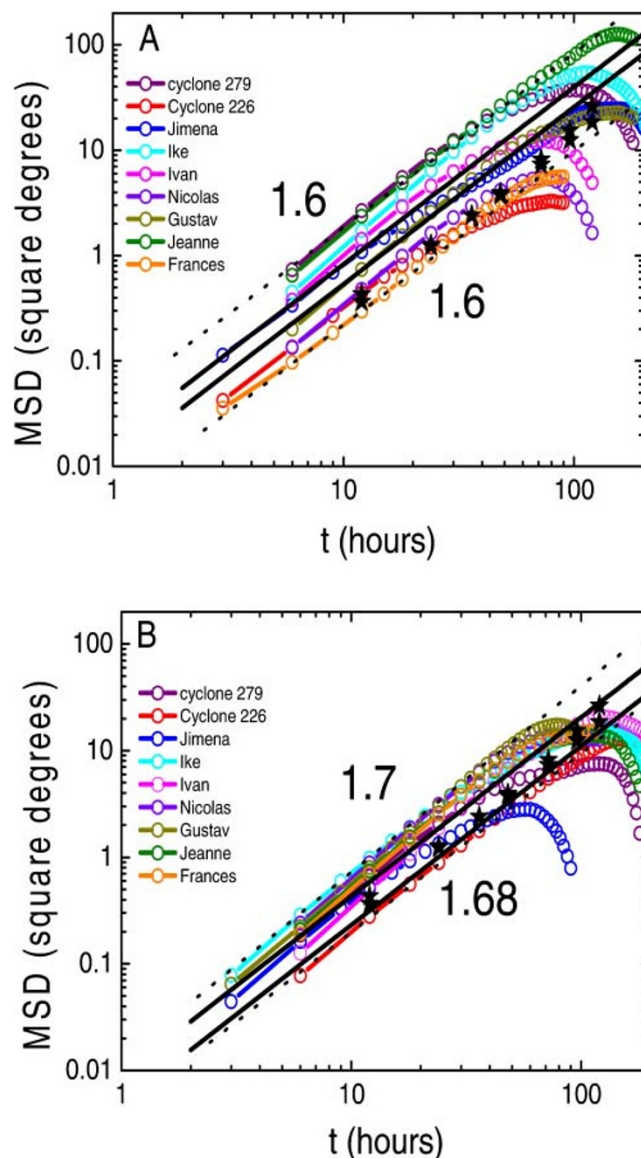 A
100
10
1
0.1
0.01
MSD (square degrees)
cyclone 279
Cyclone 226
Jimena
Ike
Ivan
Nicolas
Gustav
Jeanne
Frances
1.6
1.6
1
10
100
t (hours)
B
100
10
1
0.1
0.01
MSD (square degrees)
cyclone 279
Cyclone 226
Jimena
Ike
Ivan
Nicolas
Gustav
Jeanne
Frances
1.7
1.68
1
10
100
t (hours)